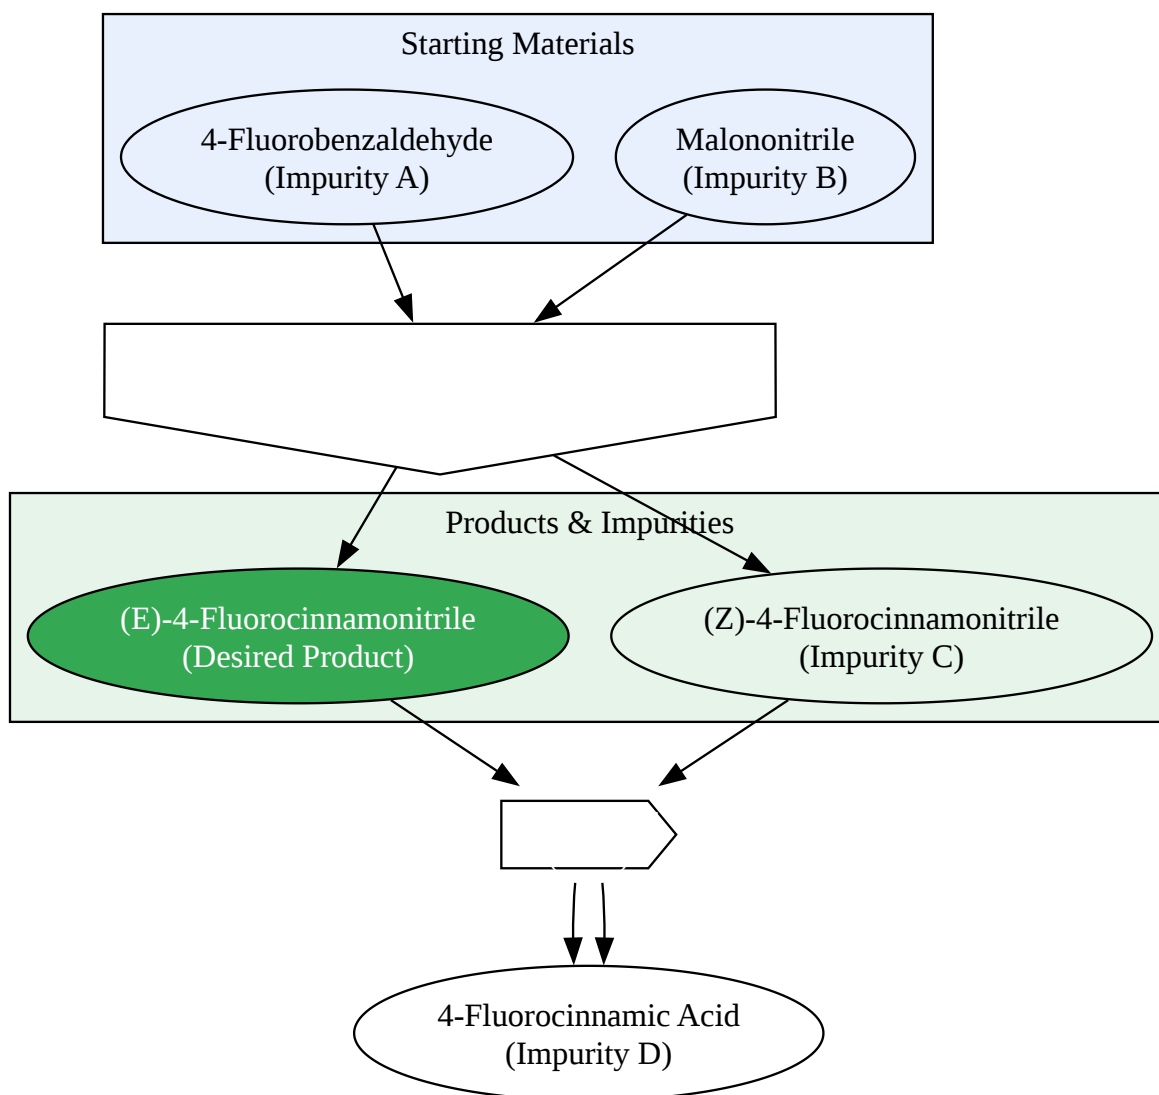 Starting Materials
4-Fluorobenzaldehyde
(Impurity A)
Malononitrile
(Impurity B)
Products & Impurities
(E)-4-Fluorocinnamonitrile
(Desired Product)
(Z)-4-Fluorocinnamonitrile
(Impurity C)
4-Fluorocinnamic Acid
(Impurity D)